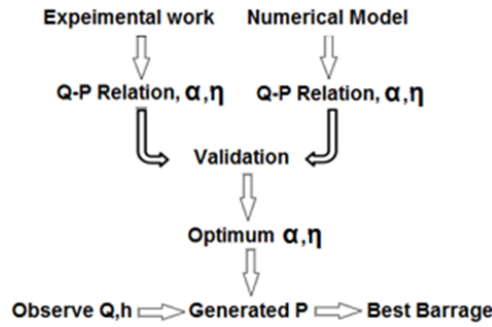 Expeimental work Numerical Model
Q-P Relation, α,η Q-P Relation, α,η
Validation
Optimum α,η
Observe Q,h Generated P Best Barrage